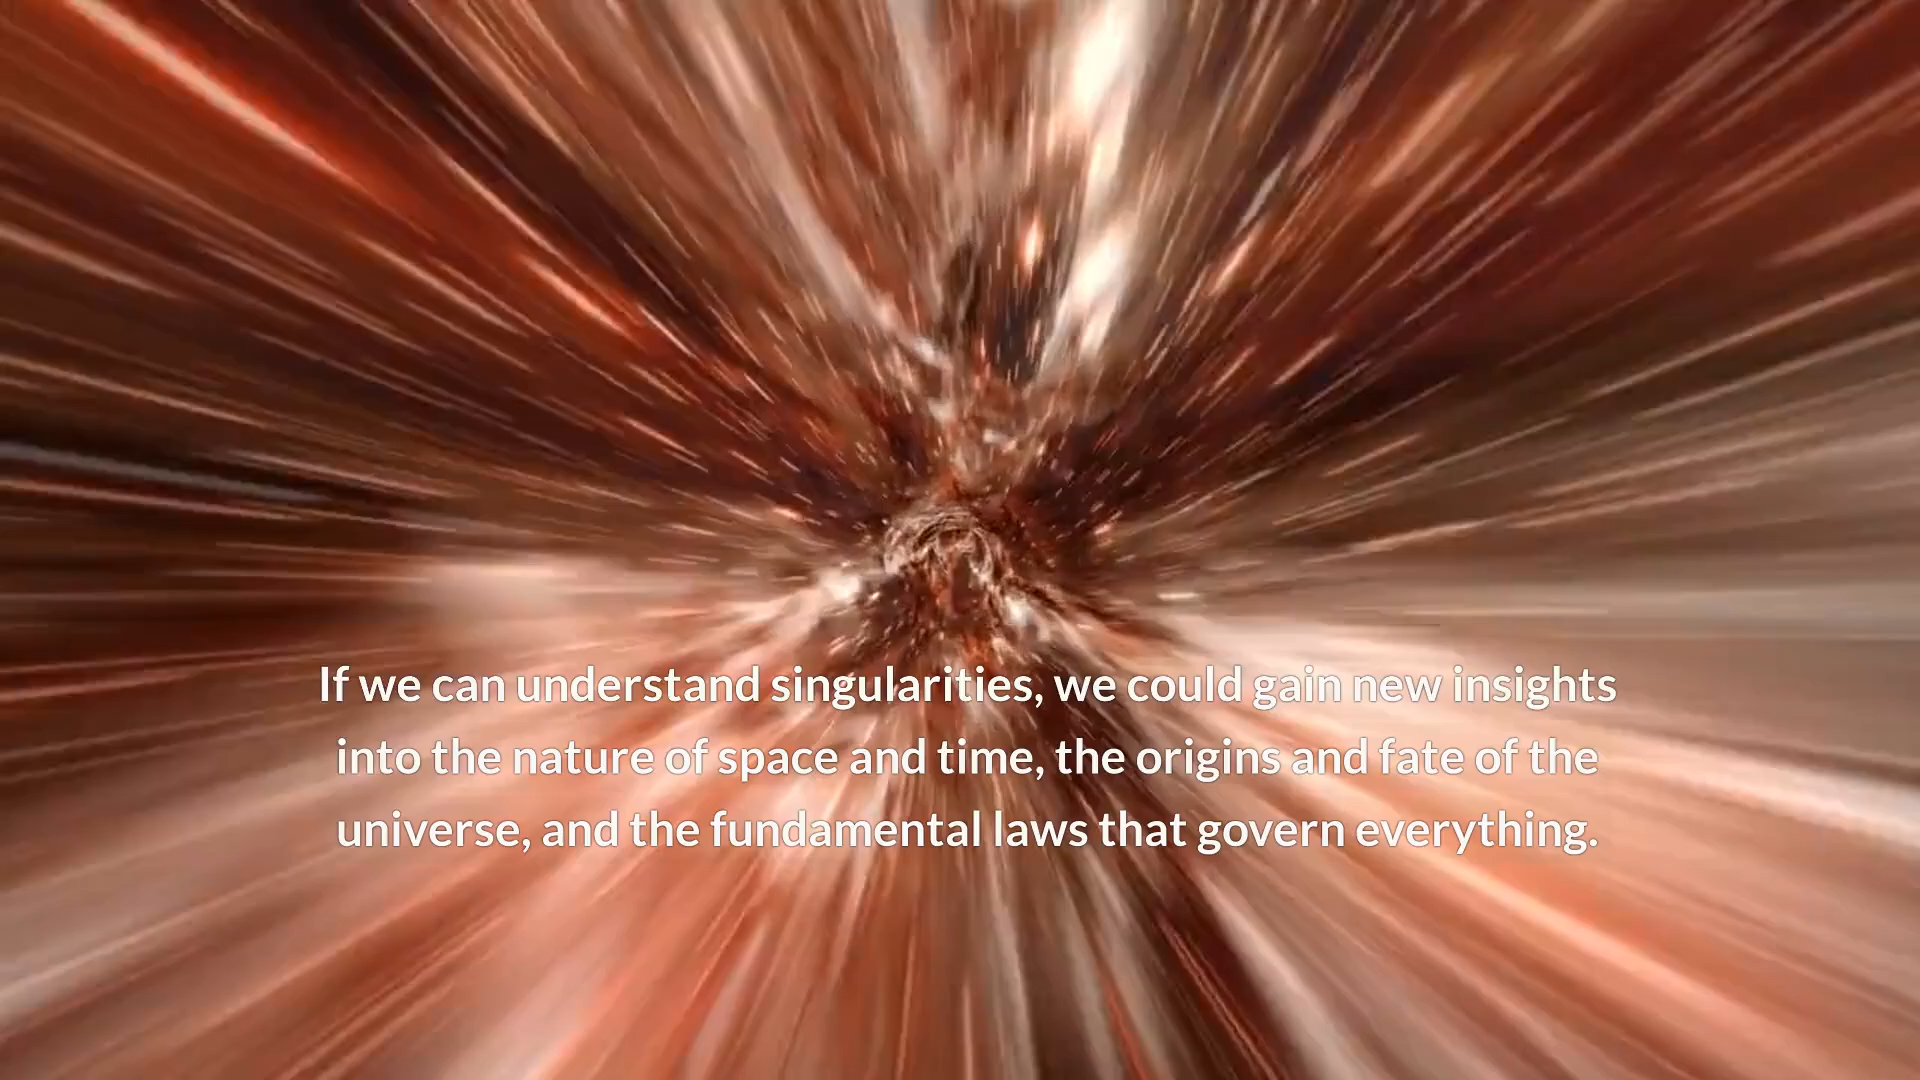 If we can understand singularities, we could gain new insights
into the nature of space and time, the origins and fate of the
universe, and the fundamental laws that govern everything.